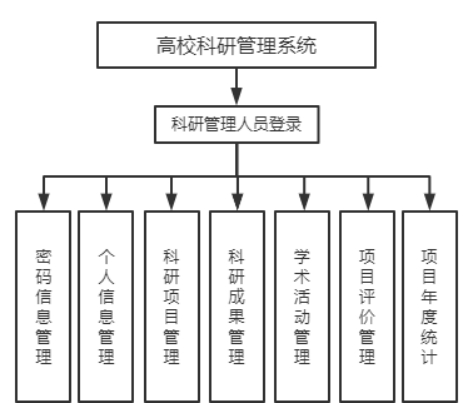 高校科研管理系统
科研管理人员登录
密码信息管理
个人信息管理
科研项目管理
科研成果管理
学术活动管理
项目评价管理
项目年度统计